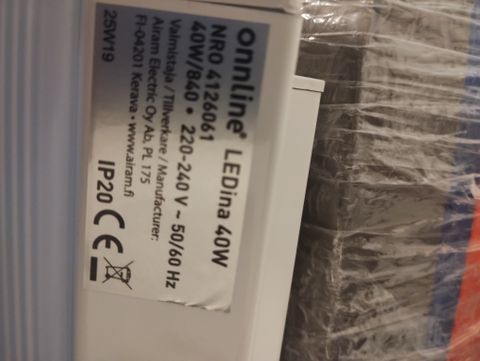 onnline® LEDina 40W
NRO 4126061
40W/840 • 220-240 V ~ 50/60 Hz
Valmistaja / Tillverkare / Manufacturer:
Airam Electric Oy Ab, PL 175
FI-04201 Kerava • www.airam.fi
IP20 CE
25W19